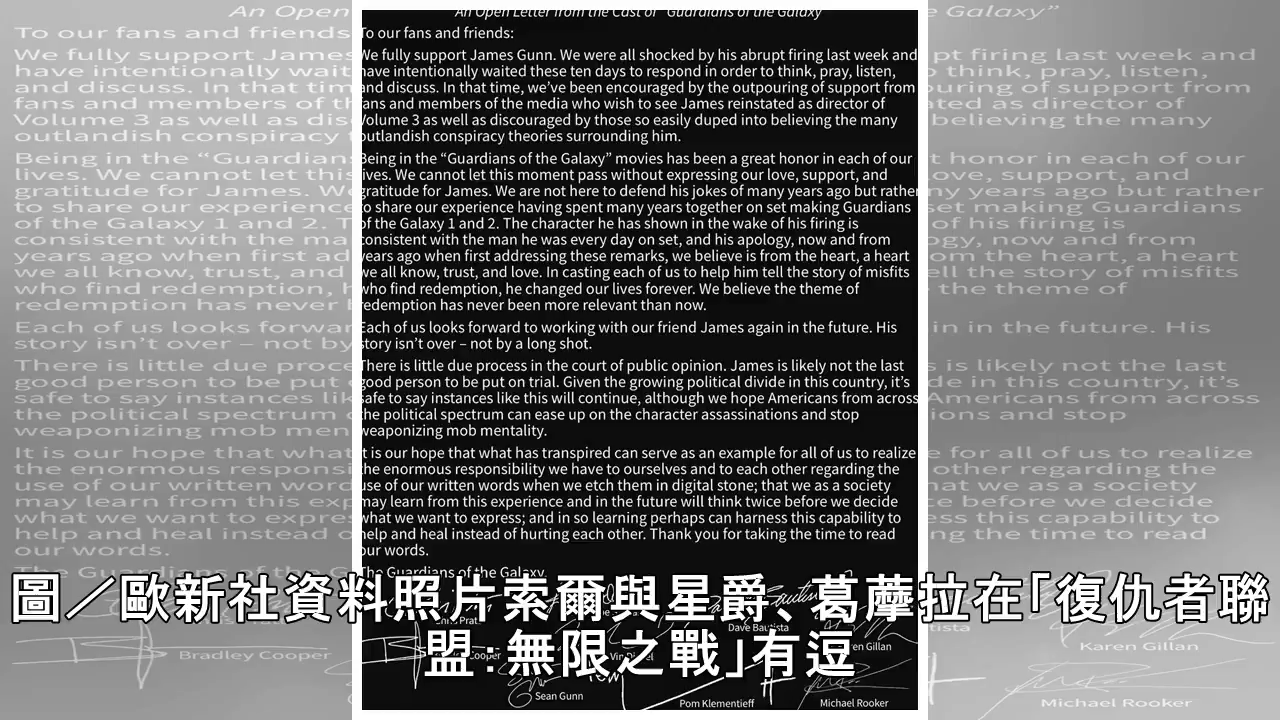 An Open Letter from the Cast of “Guardians of the Galaxy”
To our fans and friends:
We fully support James Gunn. We were all shocked by his abrupt firing last week and
have intentionally waited these ten days to respond in order to think, pray, listen,
and discuss. In that time, we’ve been encouraged by the outpouring of support from
fans and members of the media who wish to see James reinstated as director of
Volume 3 as well as discouraged by those so easily duped into believing the many
outlandish conspiracy theories surrounding him.
Being in the “Guardians of the Galaxy” movies has been a great honor in each of our
lives. We cannot let this moment pass without expressing our love, support, and
gratitude for James. We are not here to defend his jokes of many years ago but rather
to share our experience having spent many years together on set making Guardians
of the Galaxy 1 and 2. The character he has shown in the wake of his firing is
consistent with the man he was every day on set, and his apology, now and from
years ago when first addressing these remarks, we believe is from the heart, a heart
we all know, trust, and love. In casting each of us to help him tell the story of misfits
who find redemption, he changed our lives forever. We believe the theme of
redemption has never been more relevant than now.
Each of us looks forward to working with our friend James again in the future. His
story isn’t over – not by a long shot.
There is little due process in the court of public opinion. James is likely not the last
good person to be put on trial. Given the growing political divide in this country, it’s
safe to say instances like this will continue, although we hope Americans from across
the political spectrum can ease up on the character assassinations and stop
weaponizing mob mentality.
It is our hope that what has transpired can serve as an example for all of us to realize
the enormous responsibility we have to ourselves and to each other regarding the
use of our written words when we etch them in digital stone; that we as a society
may learn from this experience and in the future will think twice before we decide
what we want to express; and in so learning perhaps can harness this capability to
help and heal instead of hurting each other. Thank you for taking the time to read
our words.
The Guardians of the Galaxy,
圖／歐新社資料照片索爾與星爵、葛摩拉在「復仇者聯
盟：無限之戰」有逗
Chris Pratt
Dave Bautista
Bradley Cooper
Vin Diesel
Karen Gillan
Sean Gunn
Pom Klementieff
Michael Rooker